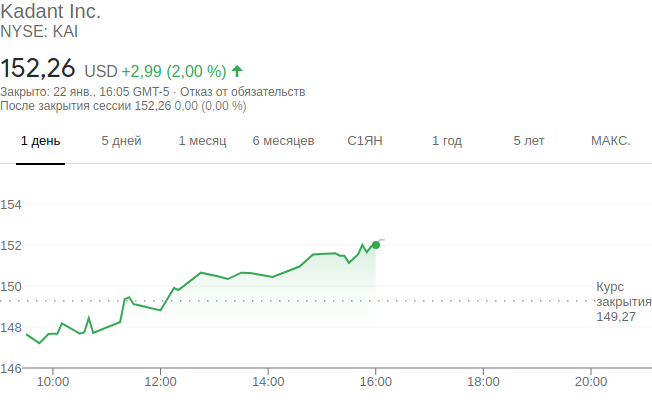 Kadant Inc.
NYSE: KAI
152,26 USD +2,99 (2,00 %)
Закрыто: 22 янв., 16:05 GMT-5 · Отказ от обязательств
После закрытия сессии 152,26 0,00 (0,00 %)
1 день 5 дней 1 месяц 6 месяцев С1ЯН 1 год 5 лет МАКС.
154
152
150
Курс
закрытия
149,27
148
146
10:00 12:00 14:00 16:00 18:00 20:00